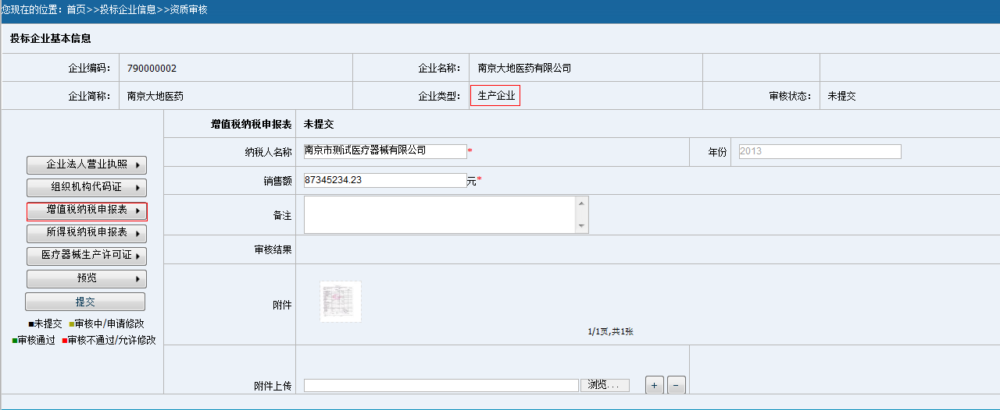 您现在的位置：首页>>投标企业信息>>资质审核
投标企业基本信息
企业编码： 790000002 企业名称： 南京大地医药有限公司
企业简称： 南京大地医药 企业类型： 生产企业 审核状态： 未提交
增值税纳税申报表 未提交
纳税人名称 南京市测试医疗器械有限公司* 年份 2013
销售额 87345234.23 元*
备注
审核结果
附件
1/1页,共1张
附件上传 浏览... + -
企业法人营业执照
组织机构代码证
增值税纳税申报表
所得税纳税申报表
医疗器械生产许可证
预览
提交
■未提交 ■审核中/申请修改
■审核通过 ■审核不通过/允许修改